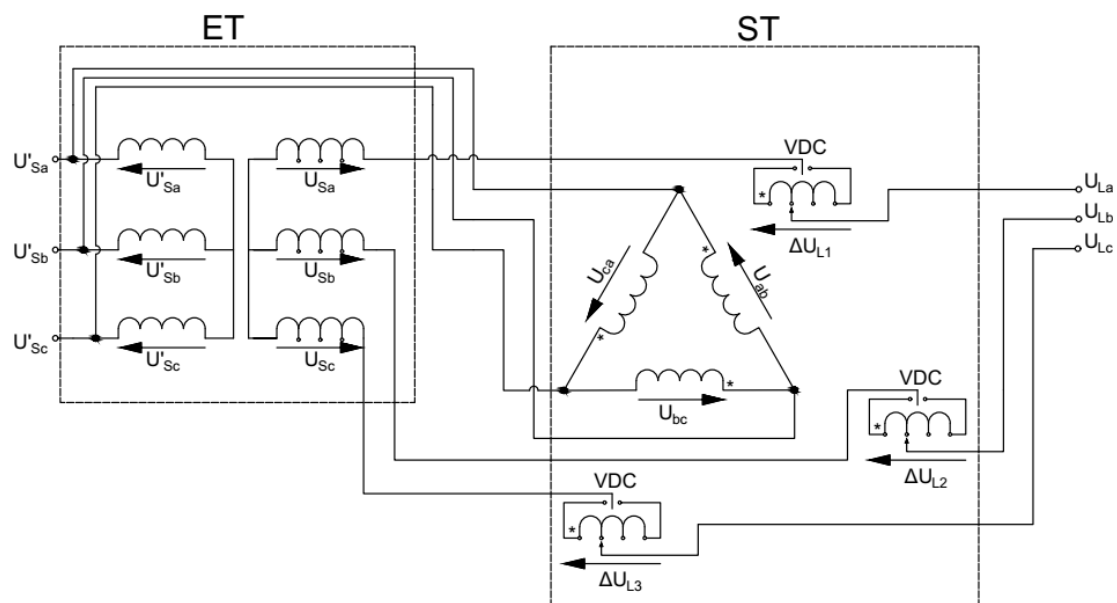 ET
ST
U'Sa
U'Sb
U'Sc
U'Sa
U'Sb
U'Sc
USa
USb
USc
Uca
*
Uab
*
Ubc
*
VDC
*
ΔUL1
VDC
*
ΔUL2
VDC
*
ΔUL3
ULa
ULb
ULc